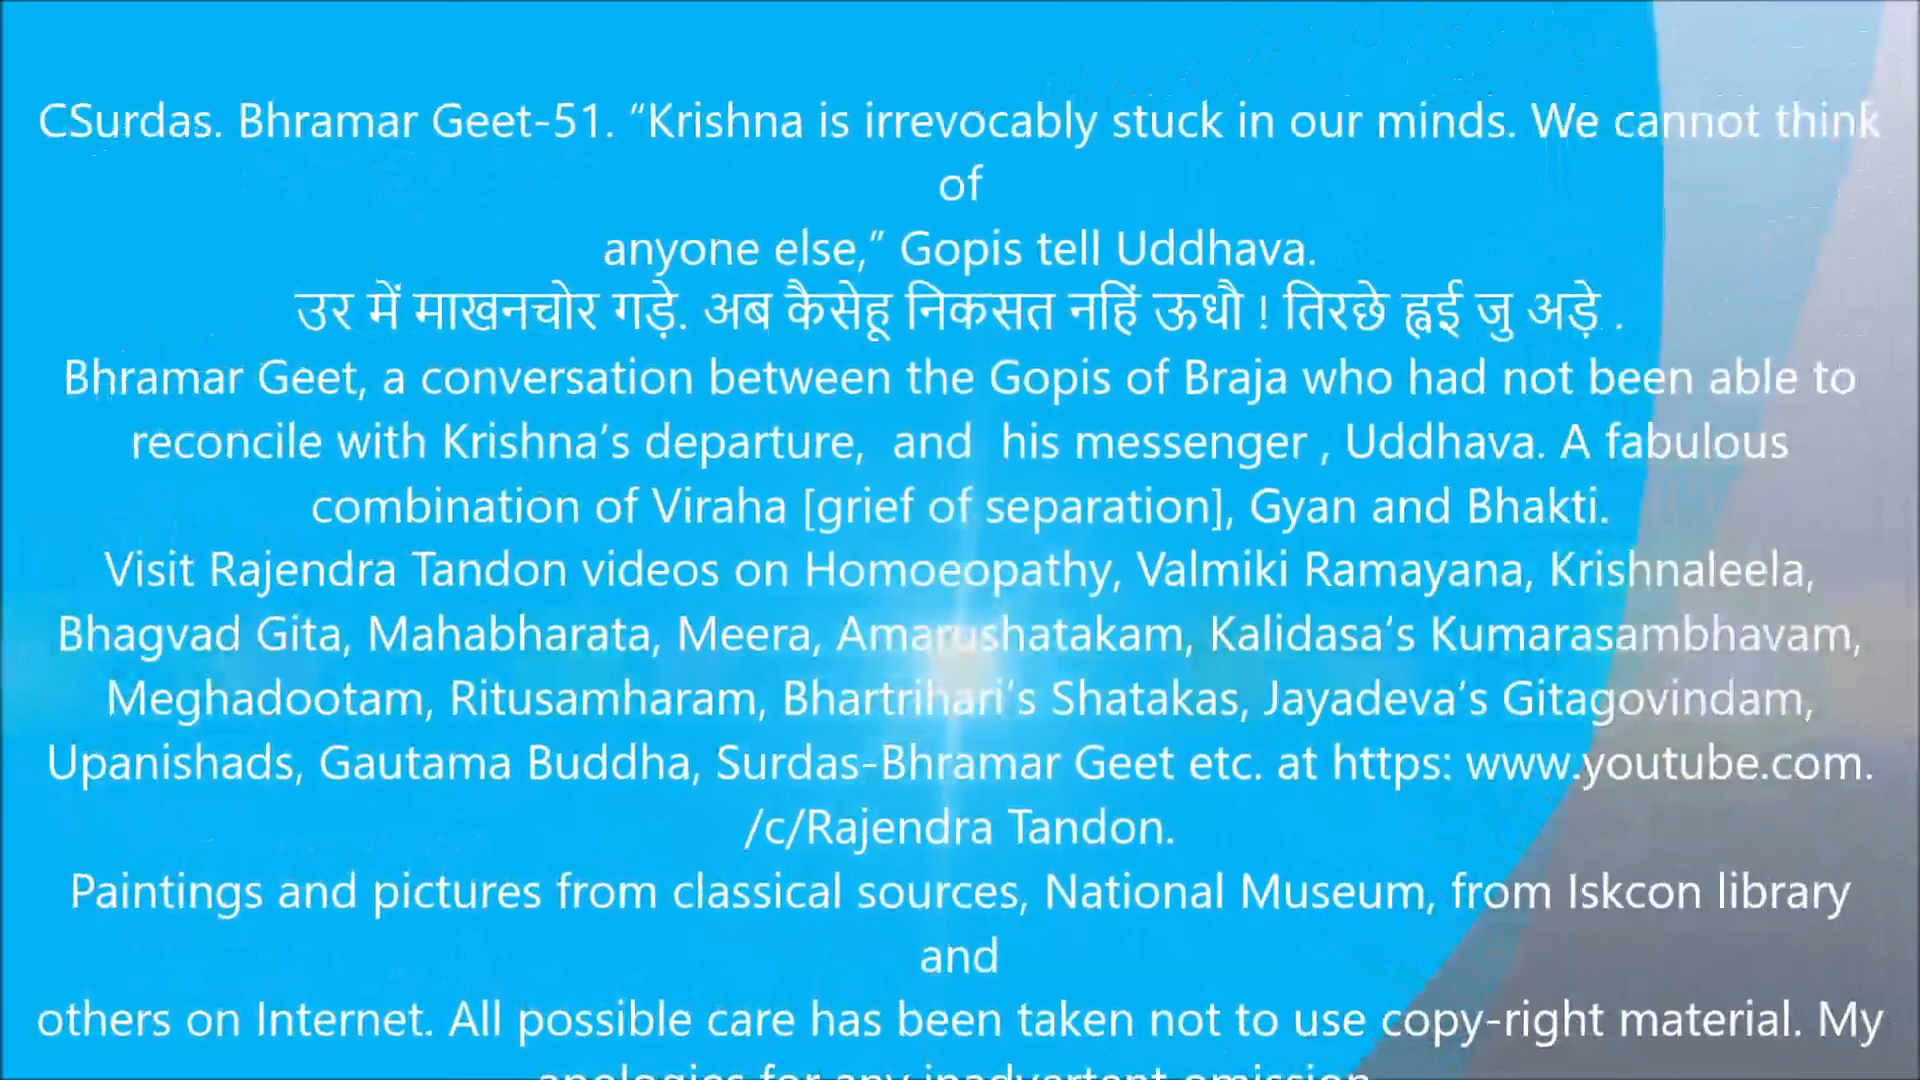 CSurdas. Bhramar Geet-51. “Krishna is irrevocably stuck in our minds. We cannot think
of
anyone else,” Gopis tell Uddhava.
उर में माखनचोर गड़े. अब कैसेहू निकसत नहिं ऊधौ ! तिरछे ह्वई जु अड़े .
Bhramar Geet, a conversation between the Gopis of Braja who had not been able to
reconcile with Krishna’s departure,  and  his messenger , Uddhava. A fabulous
combination of Viraha [grief of separation], Gyan and Bhakti.
Visit Rajendra Tandon videos on Homoeopathy, Valmiki Ramayana, Krishnaleela,
Bhagvad Gita, Mahabharata, Meera, Amarushatakam, Kalidasa’s Kumarasambhavam,
Meghadootam, Ritusamharam, Bhartrihari’s Shatakas, Jayadeva’s Gitagovindam,
Upanishads, Gautama Buddha, Surdas-Bhramar Geet etc. at https: www.youtube.com.
/c/Rajendra Tandon.
Paintings and pictures from classical sources, National Museum, from Iskcon library
and
others on Internet. All possible care has been taken not to use copy-right material. My
apologies for any inadvertent omission